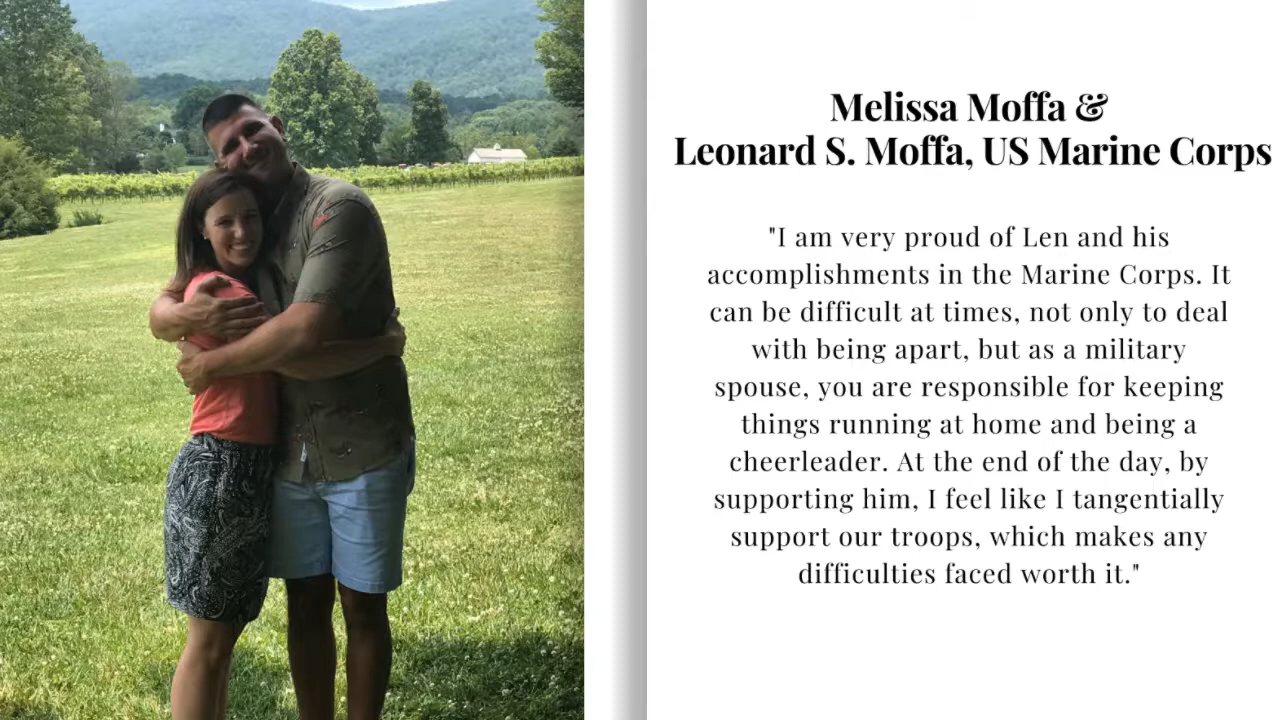 Melissa Moffa &
Leonard S. Moffa, US Marine Corps
"I am very proud of Len and his
accomplishments in the Marine Corps. It
can be difficult at times, not only to deal
with being apart, but as a military
spouse, you are responsible for keeping
things running at home and being a
cheerleader. At the end of the day, by
supporting him, I feel like I tangentially
support our troops, which makes any
difficulties faced worth it."